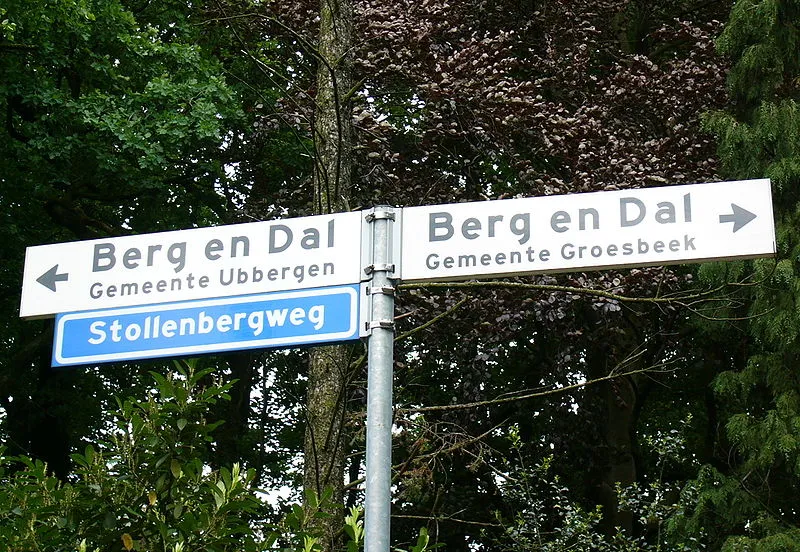 Berg en Dal
Gemeente Ubbergen
Stollenbergweg
Berg en Dal
Gemeente Groesbeek